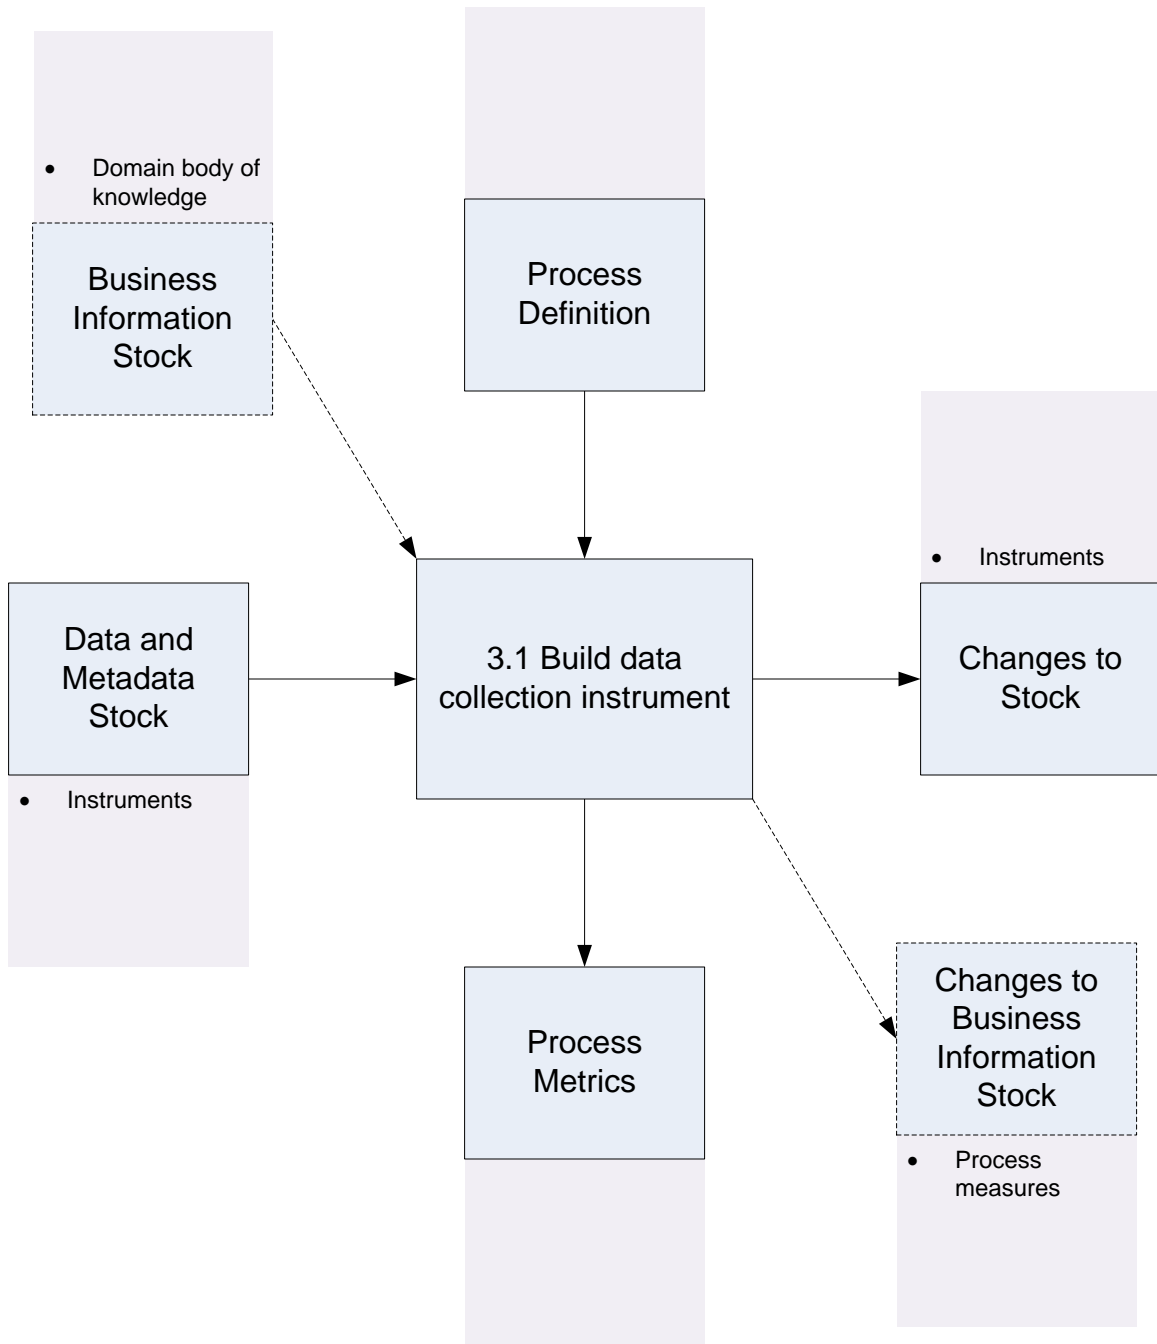 • Domain body of
knowledge
Business
Information
Stock
Process
Definition
• Instruments
Data and
Metadata
Stock
3.1 Build data
collection instrument
Changes to
Stock
• Instruments
Process
Metrics
Changes to
Business
Information
Stock
• Process
measures